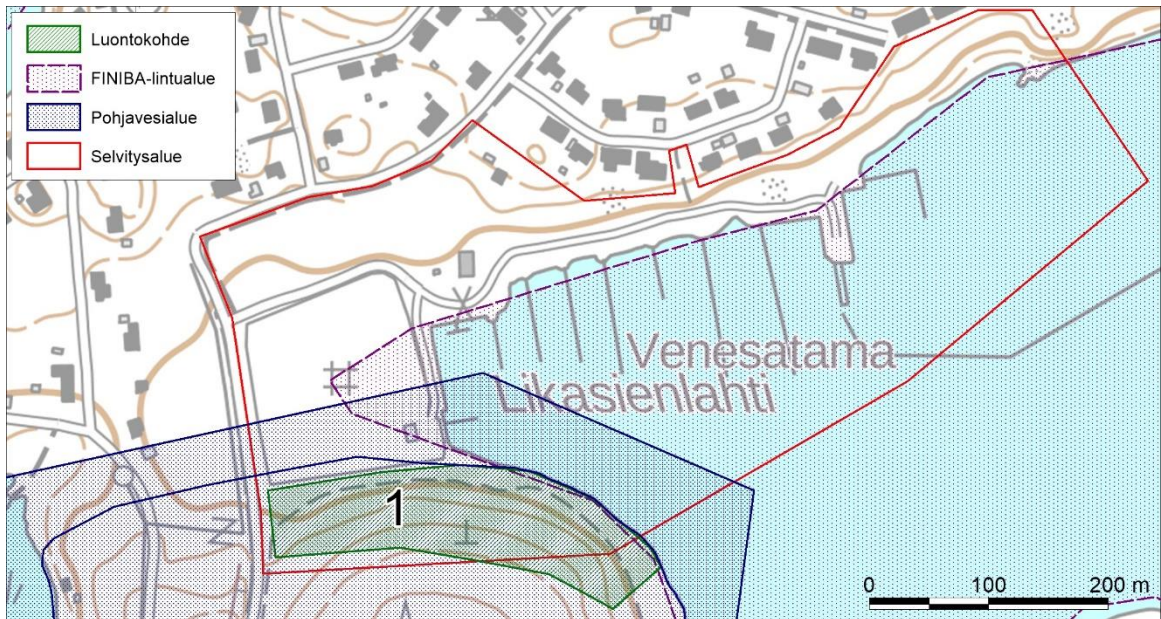 Luontokohde
FINIBA-lintualue
Pohjavesialue
Selvitysalue
Venesatama
Likasienlahti
1
0 100 200 m